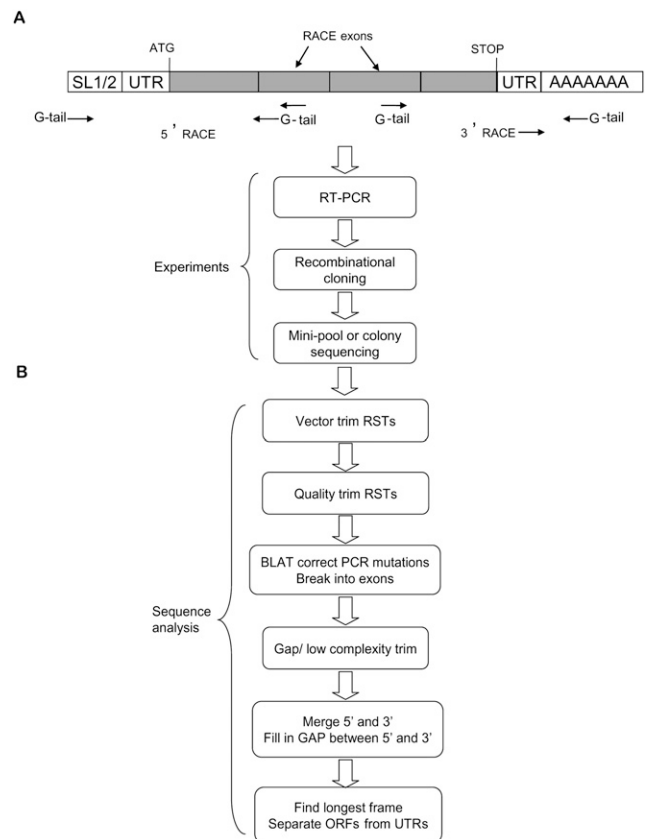 A
RACE exons
ATG
STOP
SL1/2 UTR UTR AAAAAAA
G-tail G-tail G-tail G-tail
5' RACE 3' RACE
RT-PCR
Experiments
Recombinational
cloning
Mini-pool or colony
sequencing
B
Vector trim RSTs
Quality trim RSTs
BLAT correct PCR mutations
Break into exons
Sequence
analysis
Gap/ low complexity trim
Merge 5' and 3'
Fill in GAP between 5' and 3'
Find longest frame
Separate ORFs from UTRs